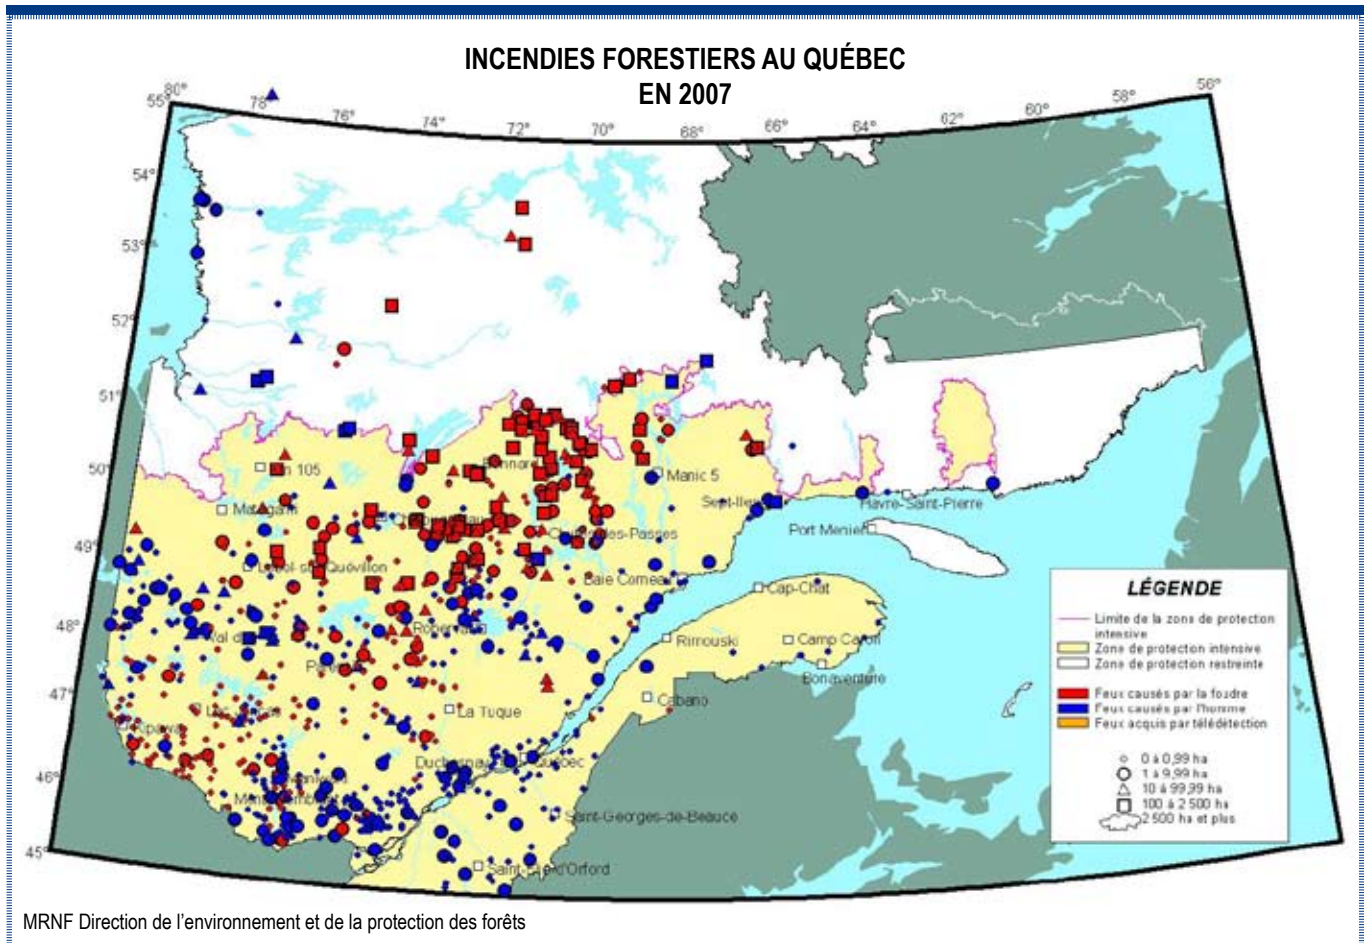 INCENDIES FORESTIERS AU QUÉBEC
EN 2007
80°
78°
76°
74°
72°
70°
68°
66°
64°
62°
60°
58°
56°
55°
54°
53°
52°
51°
50°
49°
48°
47°
46°
45°
105
Manic 5
Sept-Iles
Havre-Saint-Pierre
Port Menier
Matagami
Baie Comeau
Cap-Chat
Roberval
Rimouski
Bonaventure
Cabano
La Tuque
Kipawa
Québec
Saint-Georges-de-Beauce
d'Orford
LÉGENDE
Limite de la zone de protection
intensive
Zone de protection intensive
Zone de protection restreinte
Feux causés par la foudre
Feux causés par l'homme
Feux acquis par télédétection
0 à 0,99 ha
1 à 9,99 ha
10 à 99,99 ha
100 à 2 500 ha
2 500 ha et plus
MRNF Direction de l'environnement et de la protection des forêts